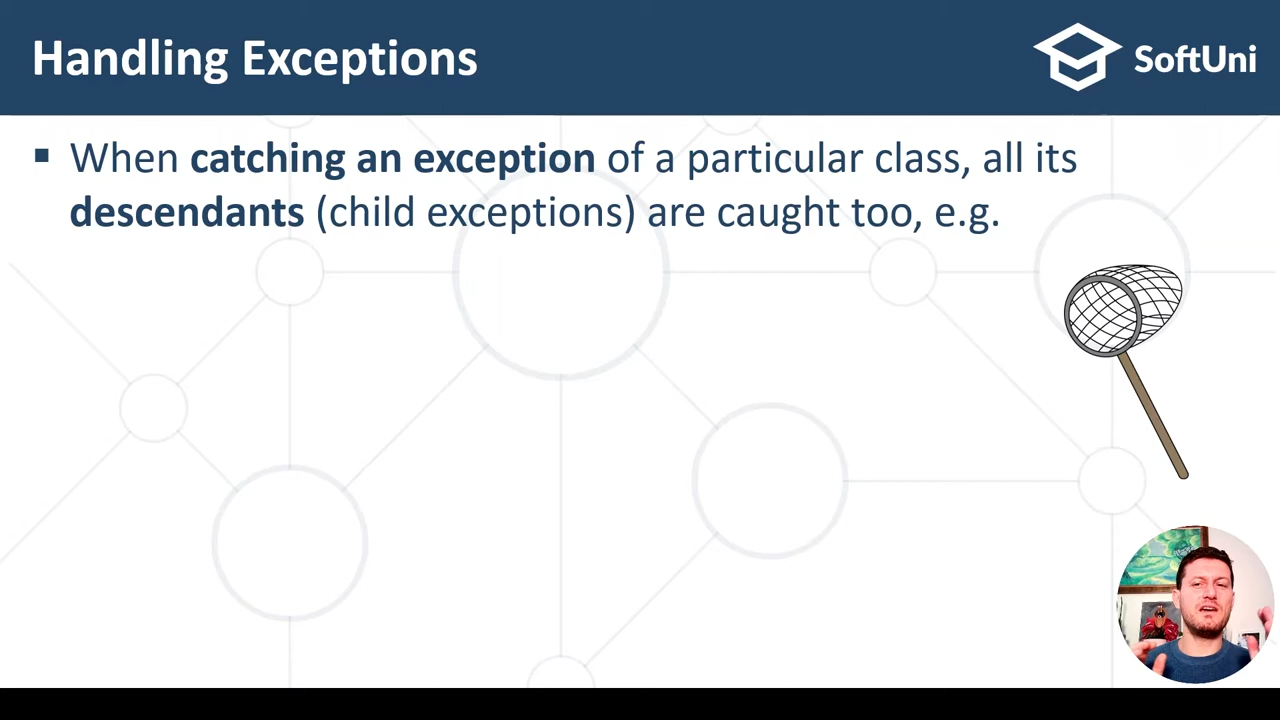 Handling Exceptions
SoftUni
▪ When catching an exception of a particular class, all its
descendants (child exceptions) are caught too, e.g.